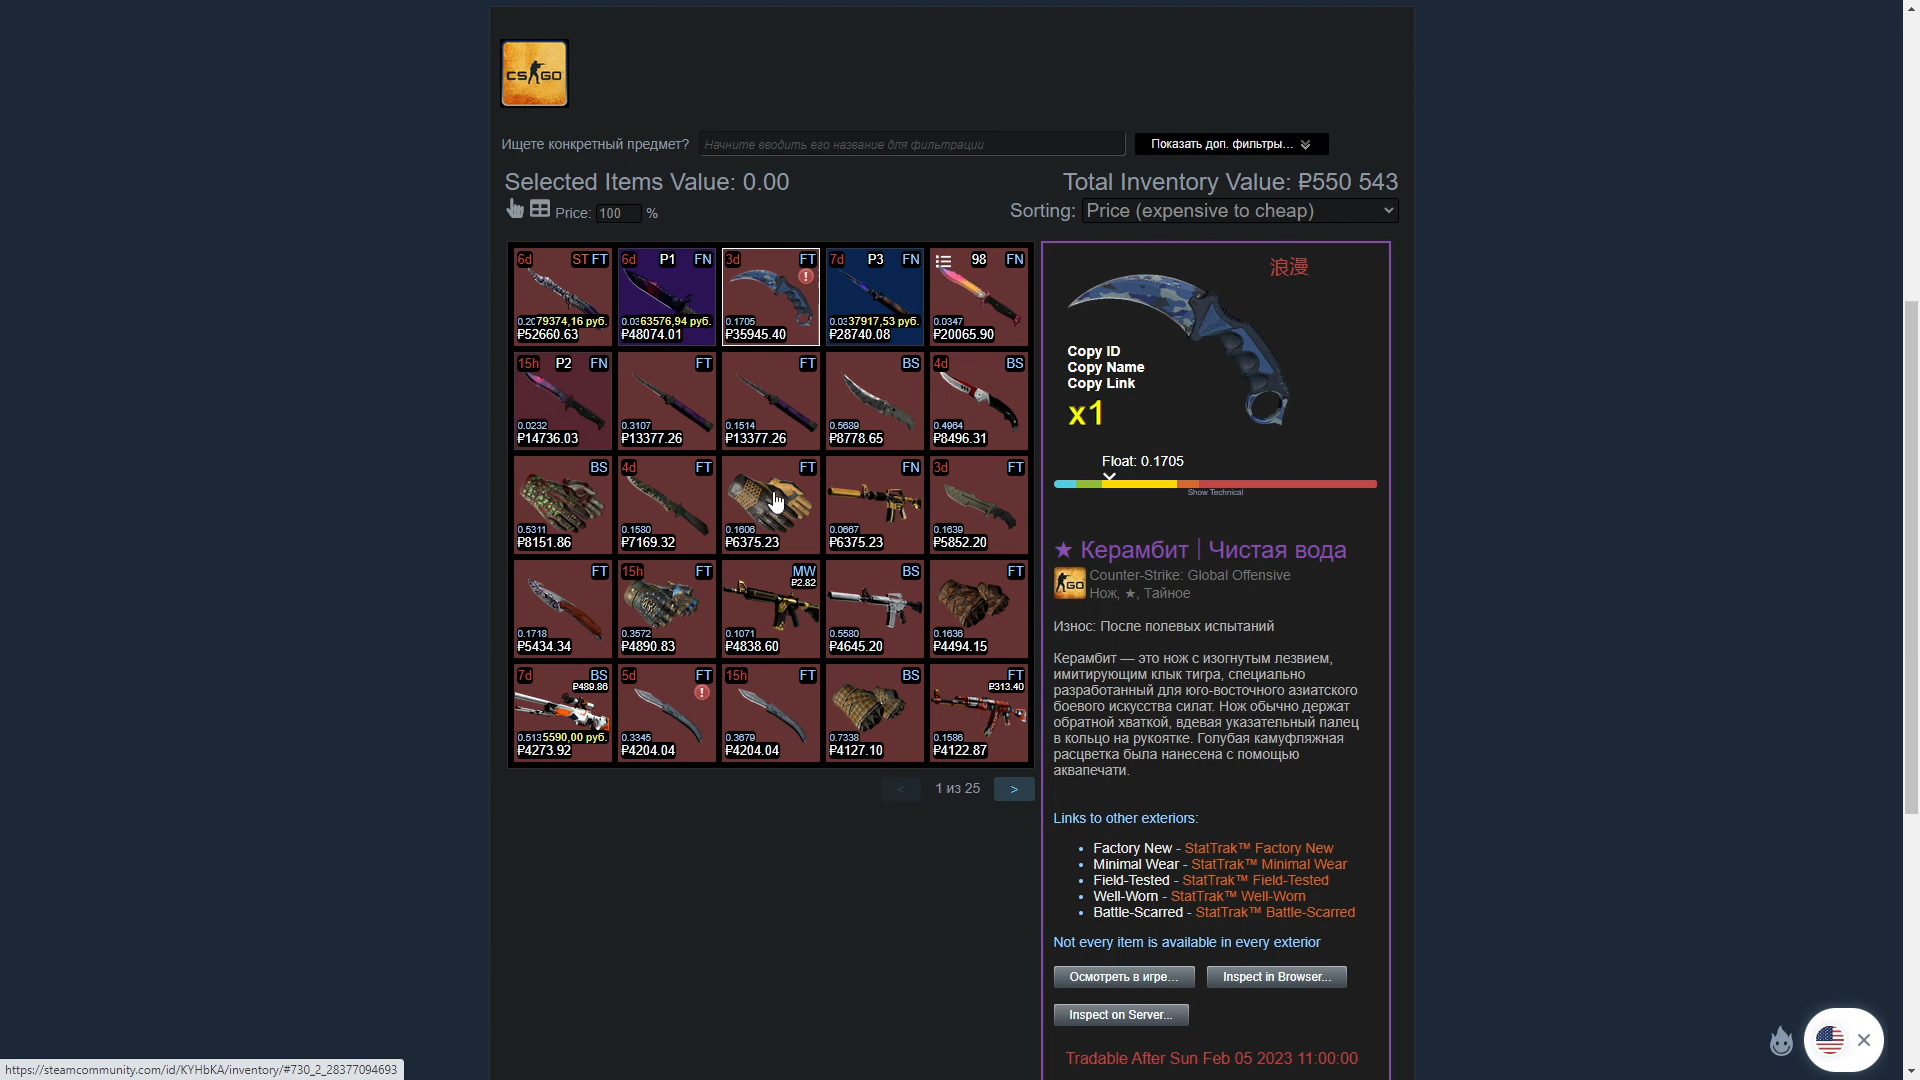 CS GO
Ищете конкретный предмет?
Начните вводить его название для фильтрации
Показать доп. фильтры...
Selected Items Value: 0.00
Total Inventory Value: ₽550 543
Price: 100 %
Sorting: Price (expensive to cheap)
6d ST FT
0.20 79374,16 руб.
₽52660.63
6d P1 FN
0.03 63576,94 руб.
₽48074.01
3d FT
0.1705
₽35945.40
7d P3 FN
0.03 37917,53 руб.
₽28740.08
98 FN
0.0347
₽20065.90
15h P2 FN
0.0232
₽14736.03
FT
0.3107
₽13377.26
FT
0.1514
₽13377.26
BS
0.5689
₽8778.65
4d BS
0.4964
₽8496.31
BS
0.5311
₽8151.86
4d FT
0.1580
₽7169.32
FT
0.1606
₽6375.23
FN
0.0667
₽6375.23
3d FT
0.1639
₽5852.20
FT
0.1718
₽5434.34
15h FT
0.3572
₽4890.83
MW
₽2.82
0.1071
₽4838.60
BS
0.5580
₽4645.20
FT
0.1636
₽4494.15
7d BS
₽489.86
0.513 5590,00 руб.
₽4273.92
5d FT
0.3345
₽4204.04
15h FT
0.3679
₽4204.04
BS
0.7338
₽4127.10
FT
₽313.40
0.1586
₽4122.87
< 1 из 25 >
浪漫
Copy ID
Copy Name
Copy Link
x1
Float: 0.1705
Show Technical
★ Керамбит | Чистая вода
GO
Counter-Strike: Global Offensive
Нож, ★, Тайное
Износ: После полевых испытаний
Керамбит — это нож с изогнутым лезвием,
имитирующим клык тигра, специально
разработанный для юго-восточного азиатского
боевого искусства силат. Нож обычно держат
обратной хваткой, вдевая указательный палец
в кольцо на рукоятке. Голубая камуфляжная
расцветка была нанесена с помощью
аквапечати.
Links to other exteriors:
• Factory New - StatTrak™ Factory New
• Minimal Wear - StatTrak™ Minimal Wear
• Field-Tested - StatTrak™ Field-Tested
• Well-Worn - StatTrak™ Well-Worn
• Battle-Scarred - StatTrak™ Battle-Scarred
Not every item is available in every exterior
Осмотреть в игре...
Inspect in Browser...
Inspect on Server...
Tradable After Sun Feb 05 2023 11:00:00
https://steamcommunity.com/id/KYHbKA/inventory/#730_2_28377094693